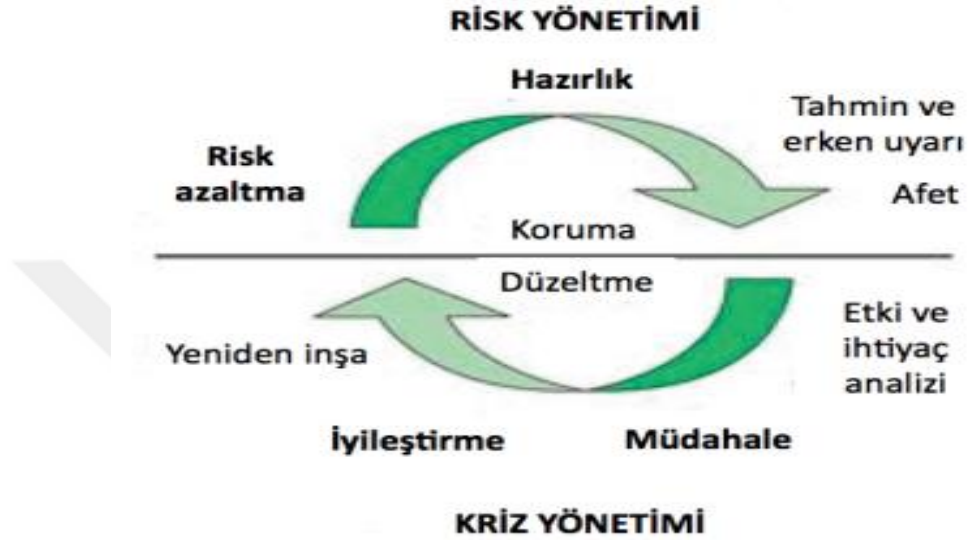 RİSK YÖNETİMİ
Hazırlık
Tahmin ve
erken uyarı
Risk
azaltma
Afet
Koruma
Düzeltme
Etki ve
ihtiyaç
analizi
Yeniden inşa
İyileştirme
Müdahale
KRİZ YÖNETİMİ